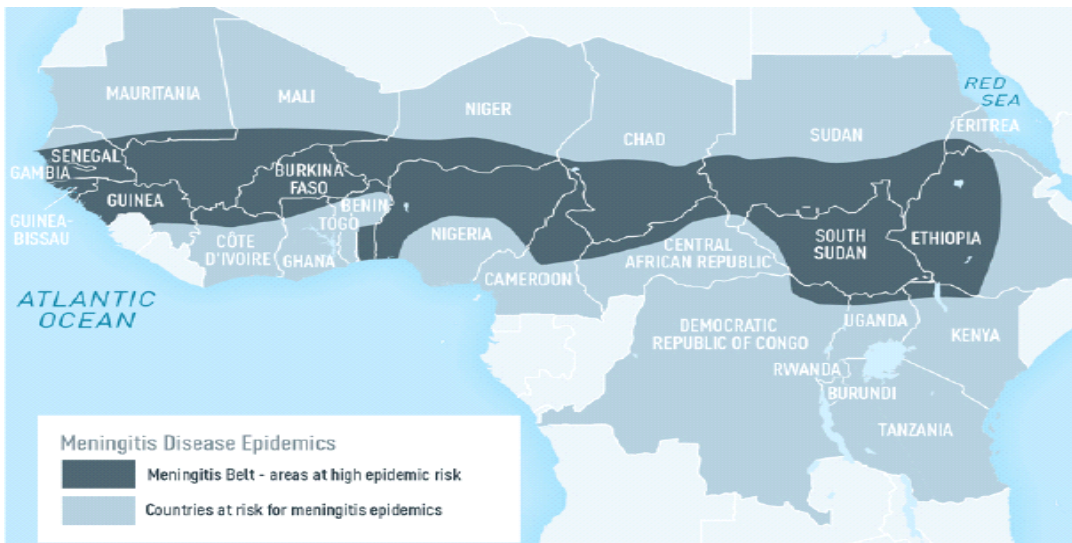 MAURITANIA
MALI
NIGER
CHAD
SUDAN
RED
SEA
ERITREA
SENEGAL
GAMBIA
GUINEA
GUINEA-
BISSAU
BURKINA
FASO
BENIN
TOGO
CÔTE
D'IVOIRE
GHANA
NIGERIA
CAMEROON
CENTRAL
AFRICAN REPUBLIC
SOUTH
SUDAN
ETHIOPIA
ATLANTIC
OCEAN
DEMOCRATIC
REPUBLIC OF CONGO
UGANDA
KENYA
RWANDA
BURUNDI
TANZANIA
Meningitis Disease Epidemics
Meningitis Belt - areas at high epidemic risk
Countries at risk for meningitis epidemics